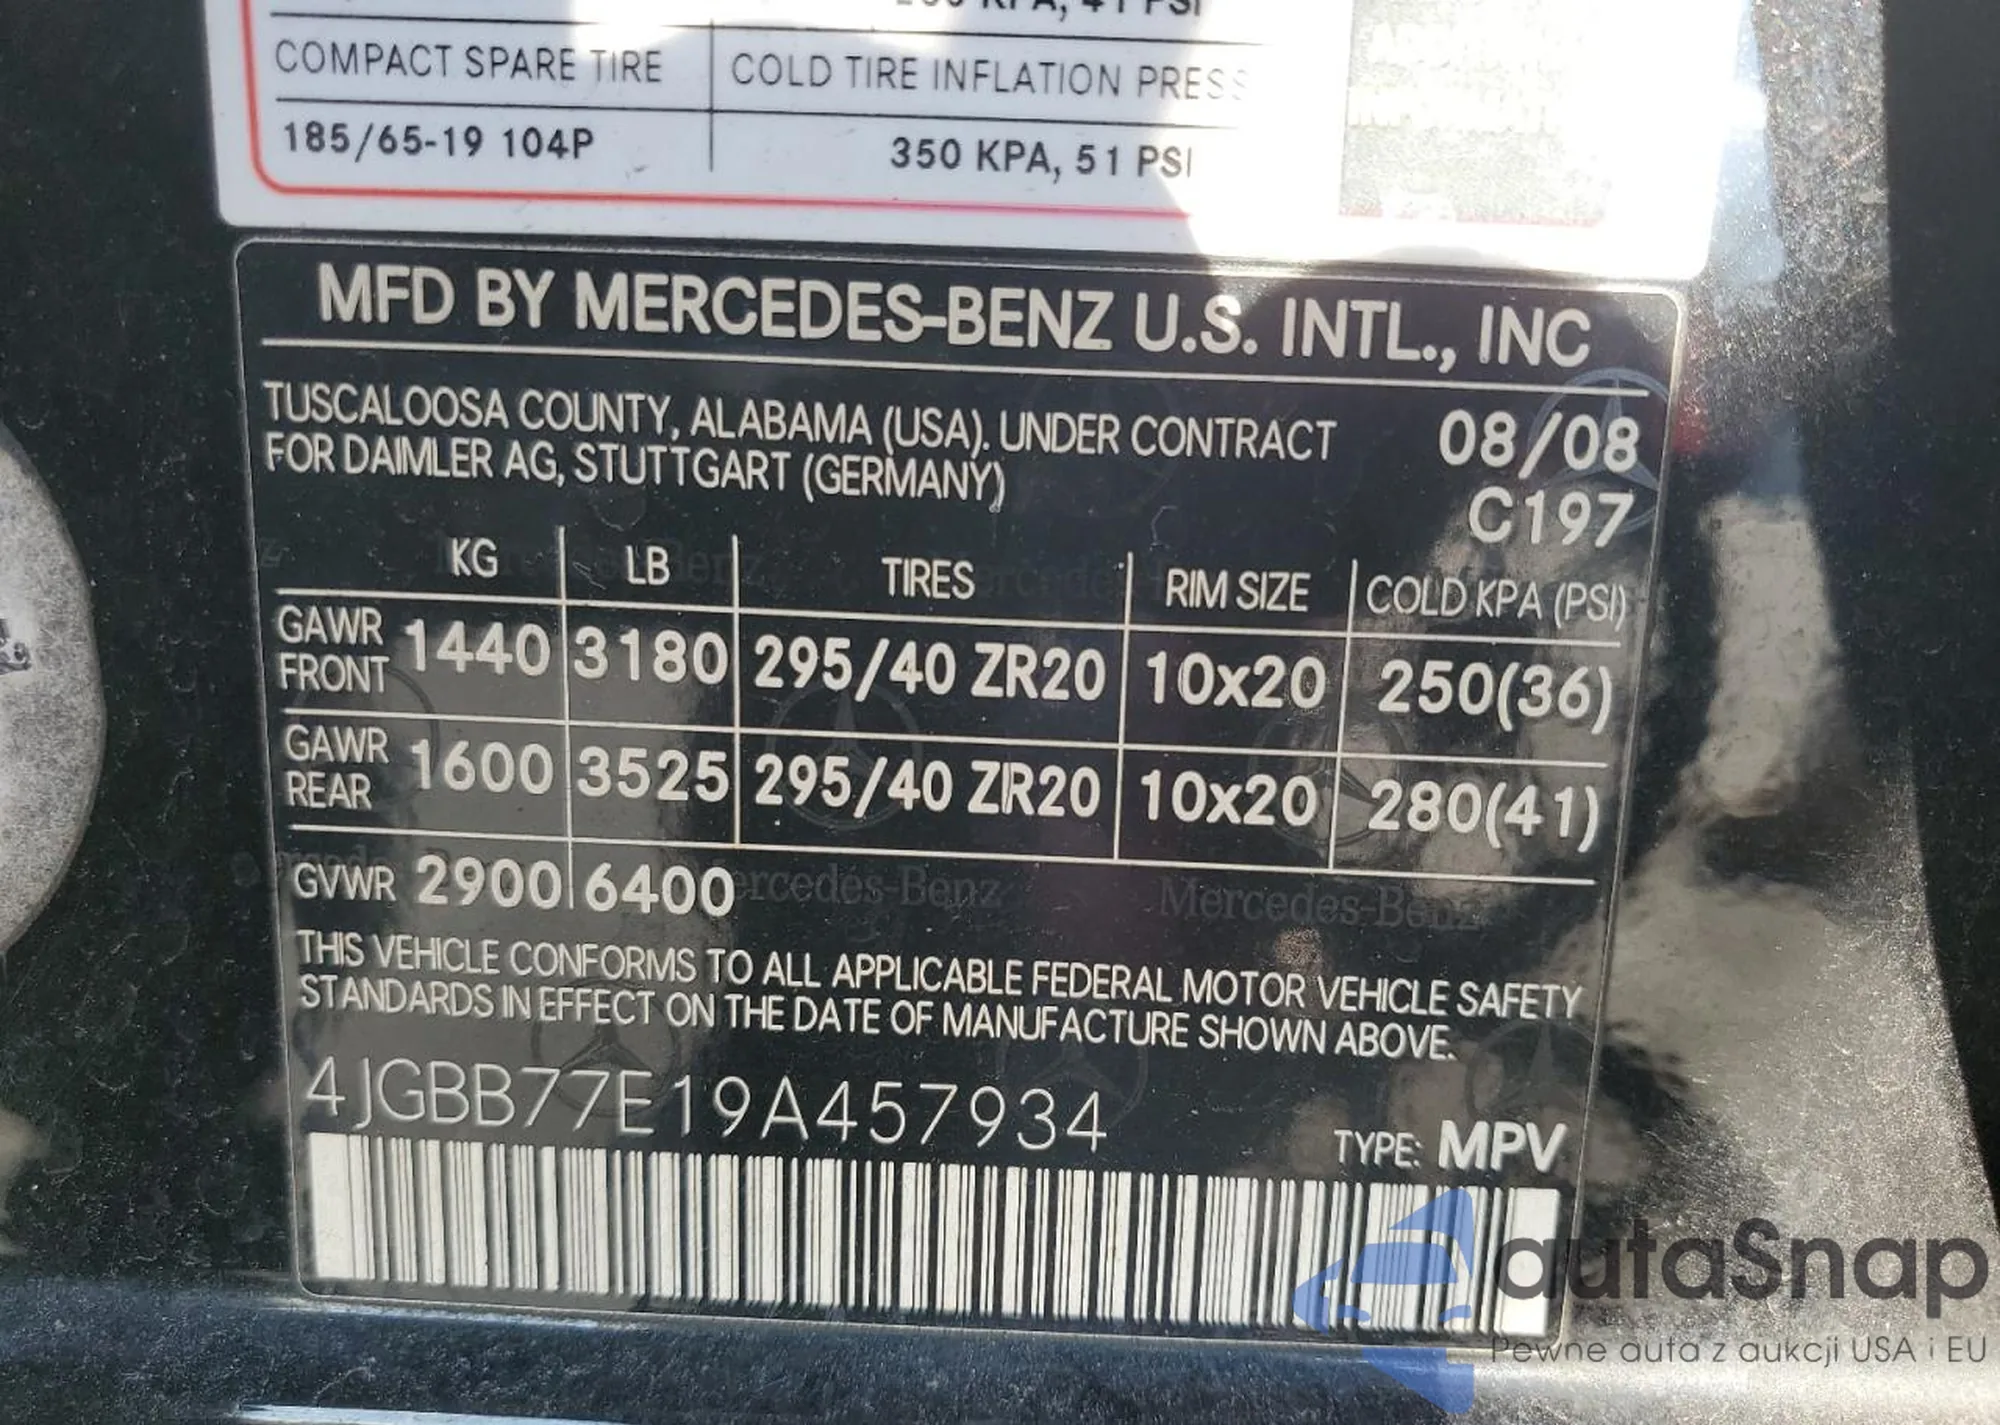 KPA, 41 PSI
COMPACT SPARE TIRE COLD TIRE INFLATION PRESS
185/65-19 104P 350 KPA, 51 PSI
MFD BY MERCEDES-BENZ U.S. INTL., INC
TUSCALOOSA COUNTY, ALABAMA (USA). UNDER CONTRACT 08/08
FOR DAIMLER AG, STUTTGART (GERMANY) C197
KG LB TIRES RIM SIZE COLD KPA (PSI)
GAWR FRONT 1440 3180 295/40 ZR20 10x20 250(36)
GAWR REAR 1600 3525 295/40 ZR20 10x20 280(41)
GVWR 2900 6400
THIS VEHICLE CONFORMS TO ALL APPLICABLE FEDERAL MOTOR VEHICLE SAFETY
STANDARDS IN EFFECT ON THE DATE OF MANUFACTURE SHOWN ABOVE.
4JGBB77E19A457934
TYPE: MPV
autaSnap
Pewne auta z aukcji USA i EU